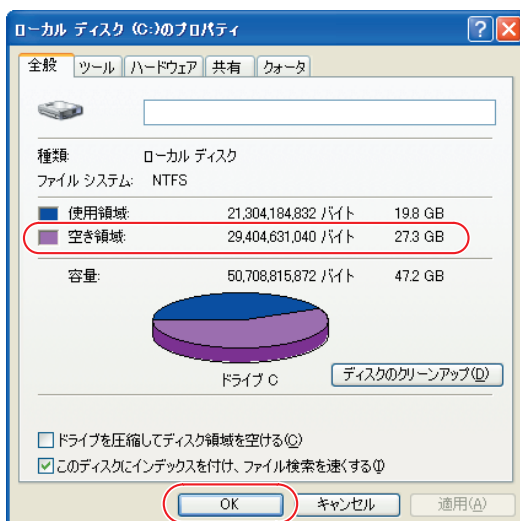 ローカル ディスク (C:)のプロパティ
全般 ツール ハードウェア 共有 クォータ
種類: ローカル ディスク
ファイル システム: NTFS
使用領域: 21,304,184,832 バイト 19.8 GB
空き領域: 29,404,631,040 バイト 27.3 GB
容量: 50,708,815,872 バイト 47.2 GB
ドライブ C
ディスクのクリーンアップ(D)
ドライブを圧縮してディスク領域を空ける(C)
このディスクにインデックスを付け、ファイル検索を速くする(I)
OK キャンセル 適用(A)